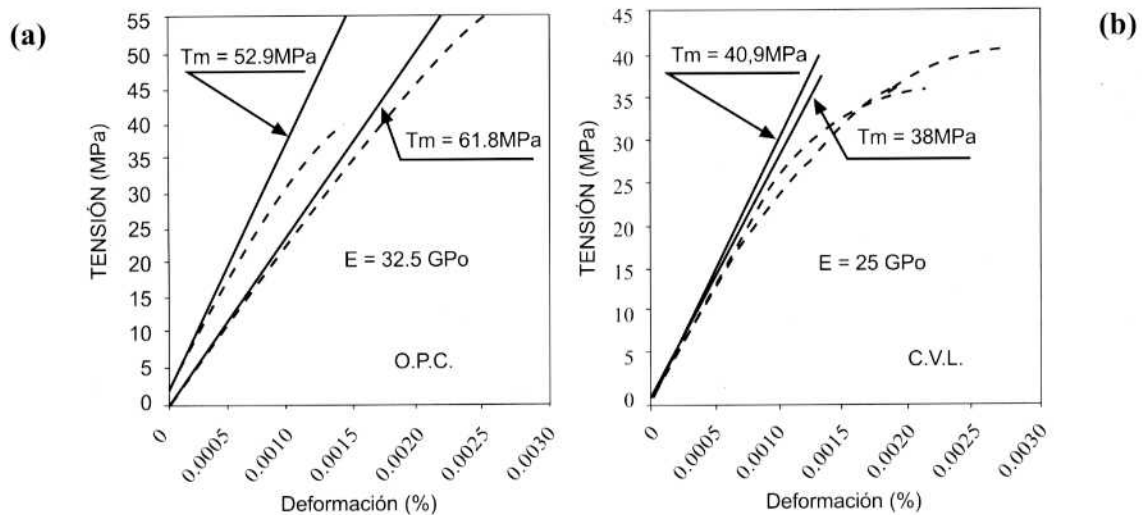 (a)
TENSIÓN (MPa)
55
50
45
40
35
30
25
20
15
10
5
0
Tm = 52.9MPa
Tm = 61.8MPa
E = 32.5 GPo
O.P.C.
0
0.0005
0.0010
0.0015
0.0020
0.0025
0.0030
Deformación (%)
(b)
TENSIÓN (MPa)
45
40
35
30
25
20
15
10
5
0
Tm = 40,9MPa
Tm = 38MPa
E = 25 GPo
C.V.L.
0
0.0005
0.0010
0.0015
0.0020
0.0025
0.0030
Deformación (%)